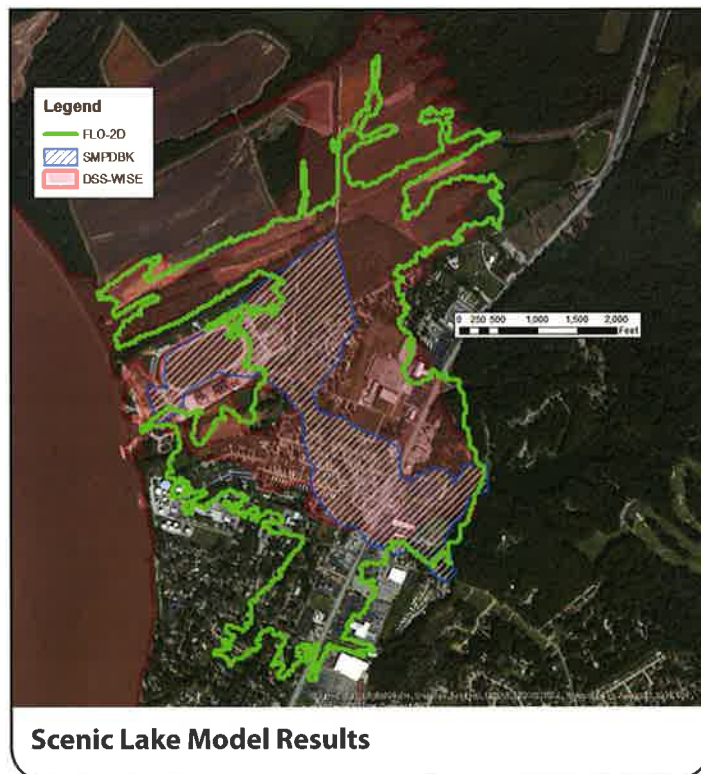 Legend
FLO-2D
SMPDBK
DSS-WISE
0 250 500 1,000 1,500 2,000
Feet
Scenic Lake Model Results